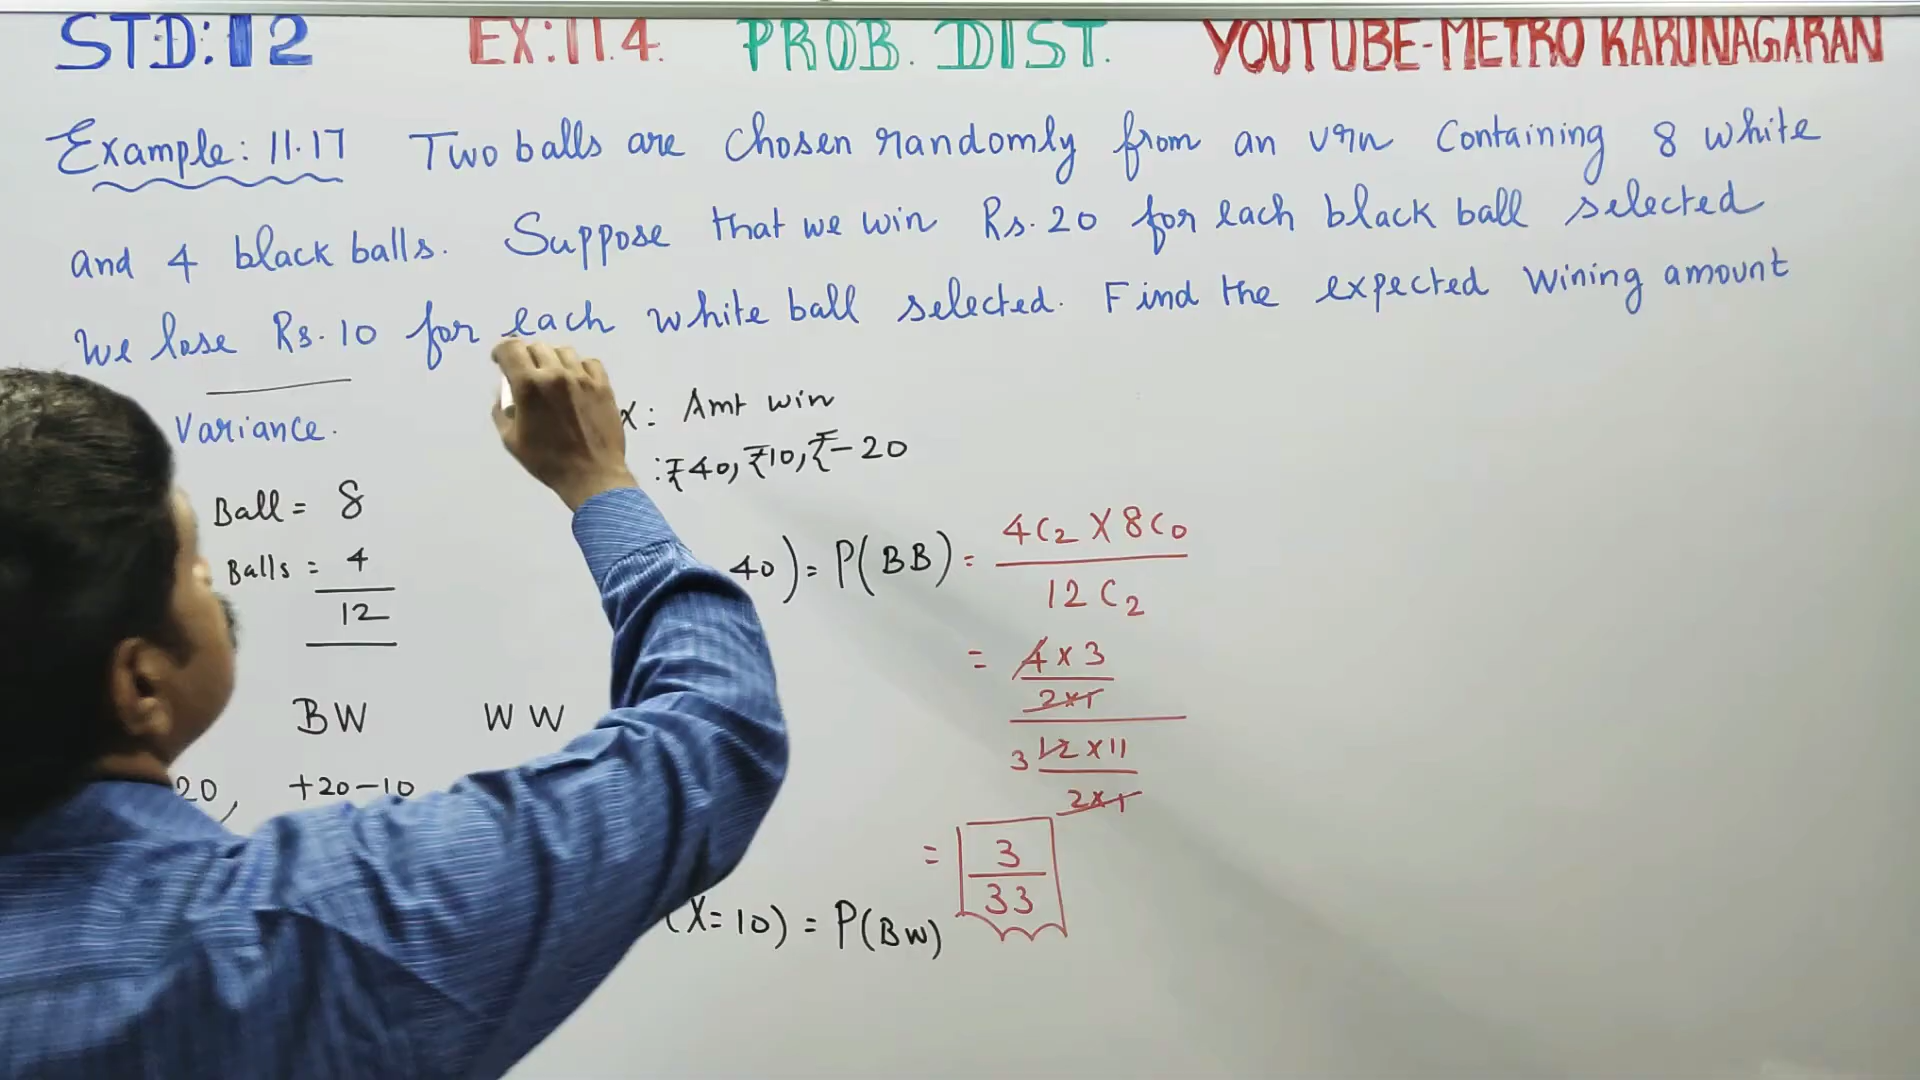 STD:12 EX:11.4. PROB. DIST. YOUTUBE-METRO KARUNAGARAN
Example: 11.17 Two balls are chosen randomly from an urn containing 8 white
and 4 black balls. Suppose that we win Rs.20 for each black ball selected
We lose Rs.10 for each white ball selected. Find the expected wining amount
Variance.
X: Amt win
:₹40, ₹10, ₹-20
Ball = 8
Balls = 4
12
40) = P(BB) = 4C2 X 8C0
12C2
= 4 x 3
2x1
3 12 x 11
2x1
BW WW
20, +20-10
= 3
33
(X=10) = P(BW)